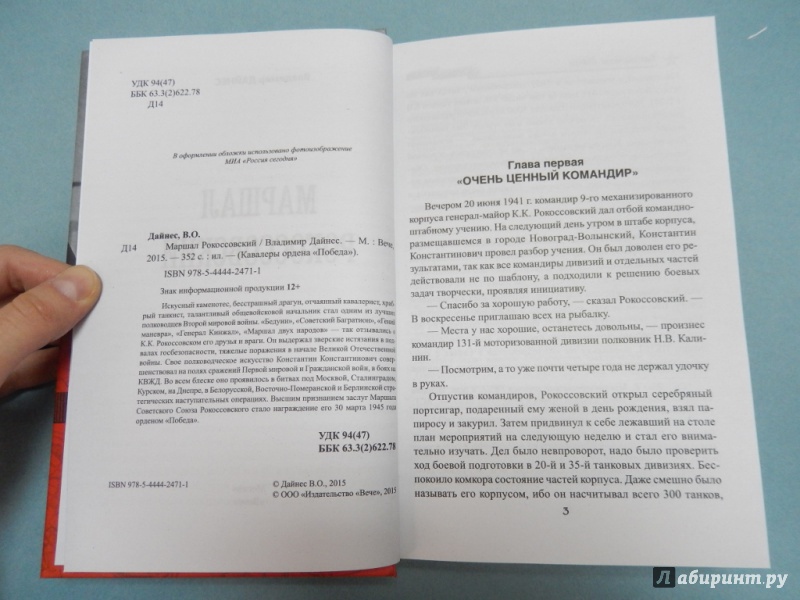 УДК 94(47)
ББК 63.3(2)622.78
Д14
В оформлении обложки использовано фотоизображение
МИА «Россия сегодня»
МАРШАЛ
Дайнес, В.О.
Д14 Маршал Рокоссовский / Владимир Дайнес. — М. : Вече,
2015. — 352 с. : ил. — (Кавалеры ордена «Победа»).
ISBN 978-5-4444-2471-1
Знак информационной продукции 12+
Искусный каменотес, бесстрашный драгун, отчаянный кавалерист, храб
рый танкист, талантливый общевойсковой начальник стал одним из лучших
полководцев Второй мировой войны. «Бедуин», «Советский Багратион», «Гений
маневра», «Генерал Кинжал», «Маршал двух народов» — так отзывались о
К.К. Рокоссовском его друзья и враги. Он выдержал зверские истязания в под
валах госбезопасности, тяжелые поражения в начале Великой Отечественной
войны. Свое полководческое искусство Константин Константинович совер
шенствовал на полях сражений Первой мировой и Гражданской войн, в боях на
КВЖД. Во всем блеске оно проявилось в битвах под Москвой, Сталинградом,
Курском, на Днепре, в Белорусской, Восточно-Померанской и Берлинской стра
тегических наступательных операциях. Высшим признанием заслуг Маршала
Советского Союза Рокоссовского стало награждение его 30 марта 1945 года
орденом «Победа».
УДК 94(47)
ББК 63.3(2)622.78
ISBN 978-5-4444-2471-1
© Дайнес В.О., 2015
© ООО «Издательство «Вече», 2015
Глава первая
«ОЧЕНЬ ЦЕННЫЙ КОМАНДИР»
Вечером 20 июня 1941 г. командир 9-го механизированного
корпуса генерал-майор К.К. Рокоссовский дал отбой командно-
штабному учению. На следующий день утром в штабе корпуса,
размещавшемся в городе Новоград-Волынский, Константин
Константинович провел разбор учения. Он был доволен его ре-
зультатами, так как все командиры дивизий и отдельных частей
действовали не по шаблону, а подходили к решению боевых
задач творчески, проявляя инициативу.
— Спасибо за хорошую работу, — сказал Рокоссовский. —
В воскресенье приглашаю всех на рыбалку.
— Места у нас хорошие, останетесь довольны, — произнес
командир 131-й моторизованной дивизии полковник Н.В. Кали-
нин.
— Посмотрим, а то уже почти четыре года не держал удочку
в руках.
Отпустив командиров, Рокоссовский открыл серебряный
портсигар, подаренный ему женой в день рождения, взял па-
пиросу и закурил. Затем придвинул к себе лежавший на столе
план мероприятий на следующую неделю и стал его внима-
тельно изучать. Дел было невпроворот, надо было проверить
ход боевой подготовки в 20-й и 35-й танковых дивизиях. Бес-
покоило комкора состояние частей корпуса. Даже смешно было
называть его корпусом, ибо он насчитывал всего 300 танков,
3
Лабиринт.ру